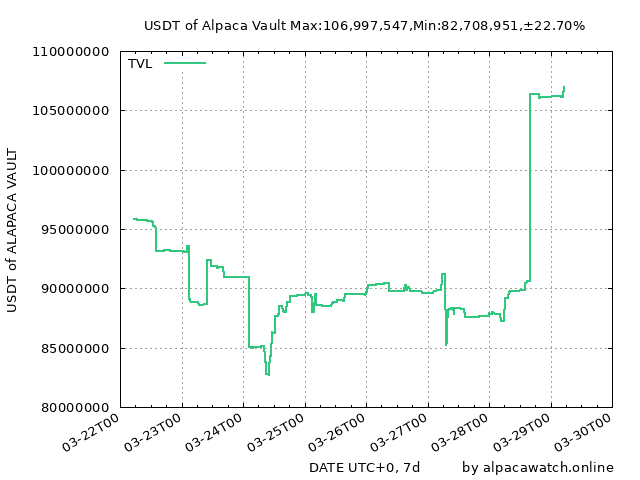 USDT of Alpaca Vault Max:106,997,547,Min:82,708,951,±22.70%
TVL
110000000
105000000
100000000
95000000
90000000
85000000
80000000
USDT of ALAPACA VAULT
03-22T00
03-23T00
03-24T00
03-25T00
03-26T00
03-27T00
03-28T00
03-29T00
03-30T00
DATE UTC+0, 7d
by alpacawatch.online